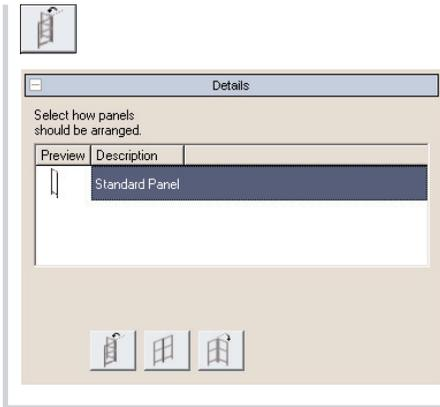 Details
Select how panels
should be arranged.
Preview Description
Standard Panel